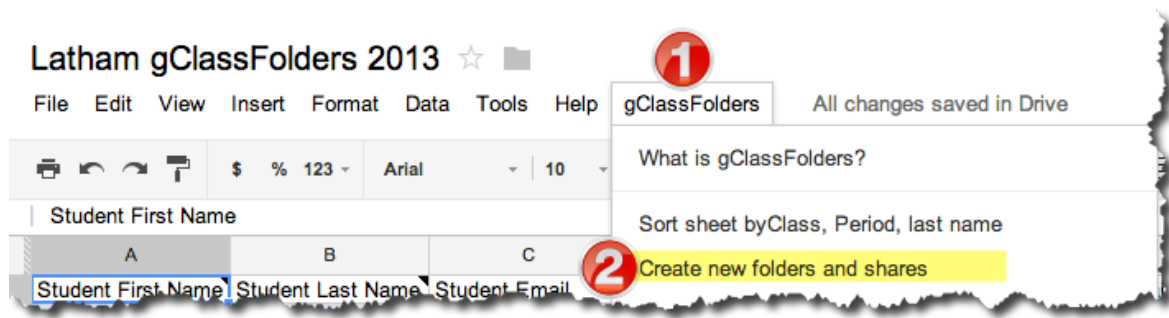 Latham gClassFolders 2013
1
File Edit View Insert Format Data Tools Help gClassFolders All changes saved in Drive
What is gClassFolders?
$ % 123 Arial 10
Student First Name
Sort sheet byClass, Period, last name
A B C
2 Create new folders and shares
Student First Name Student Last Name Student Email